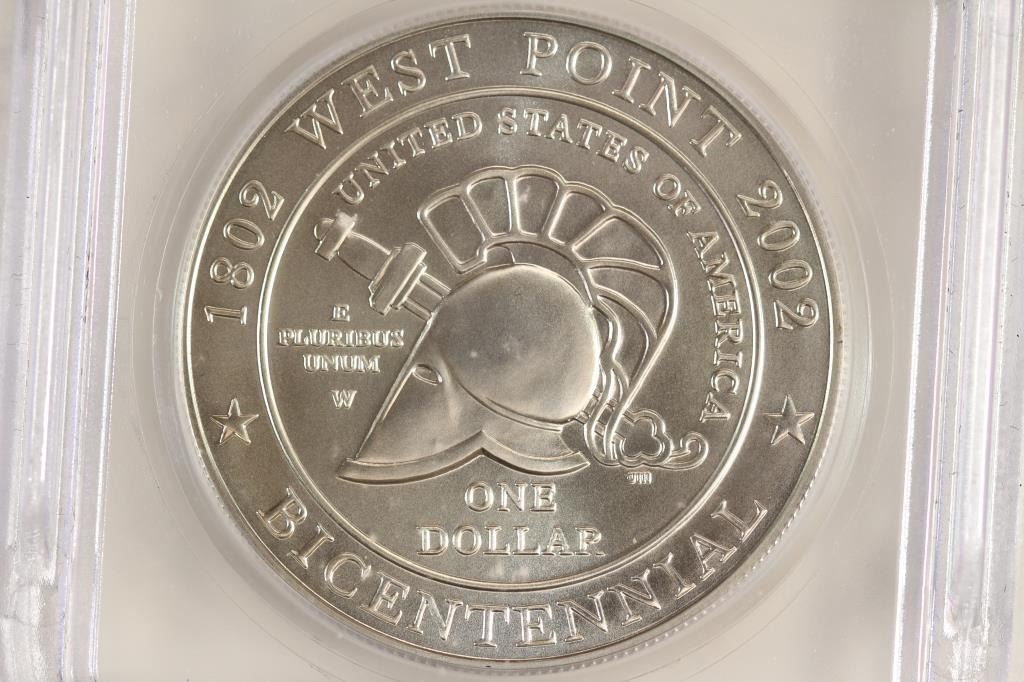 1802 WEST POINT 2002
UNITED STATES OF AMERICA
E
PLURIBUS
UNUM
W
ONE
DOLLAR
BICENTENNIAL